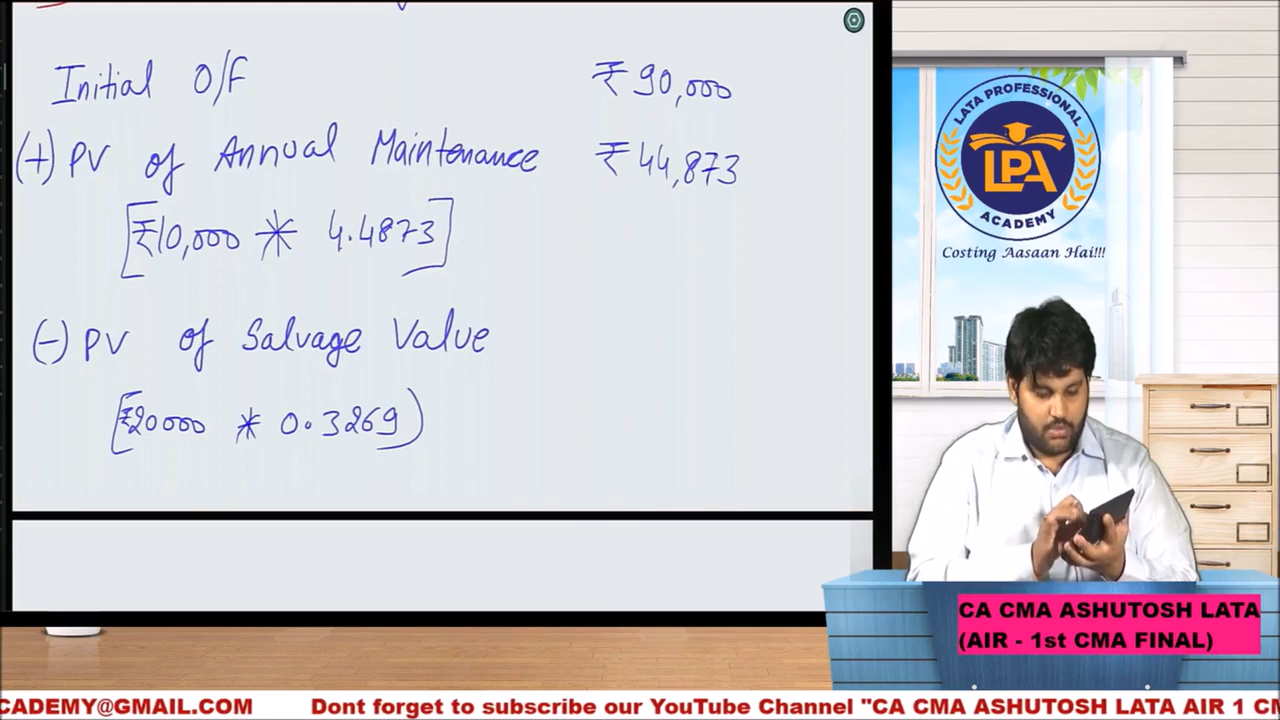 Initial O/F ₹90,000
(+) PV of Annual Maintenance ₹44,873
[₹10,000 * 4.4873]
(-) PV of Salvage Value
[₹20000 * 0.3269)
LATA PROFESSIONAL
LPA
ACADEMY
Costing Aasaan Hai!!!
CA CMA ASHUTOSH LATA
(AIR - 1st CMA FINAL)
CADEMY@GMAIL.COM Dont forget to subscribe our YouTube Channel "CA CMA ASHUTOSH LATA AIR 1 C